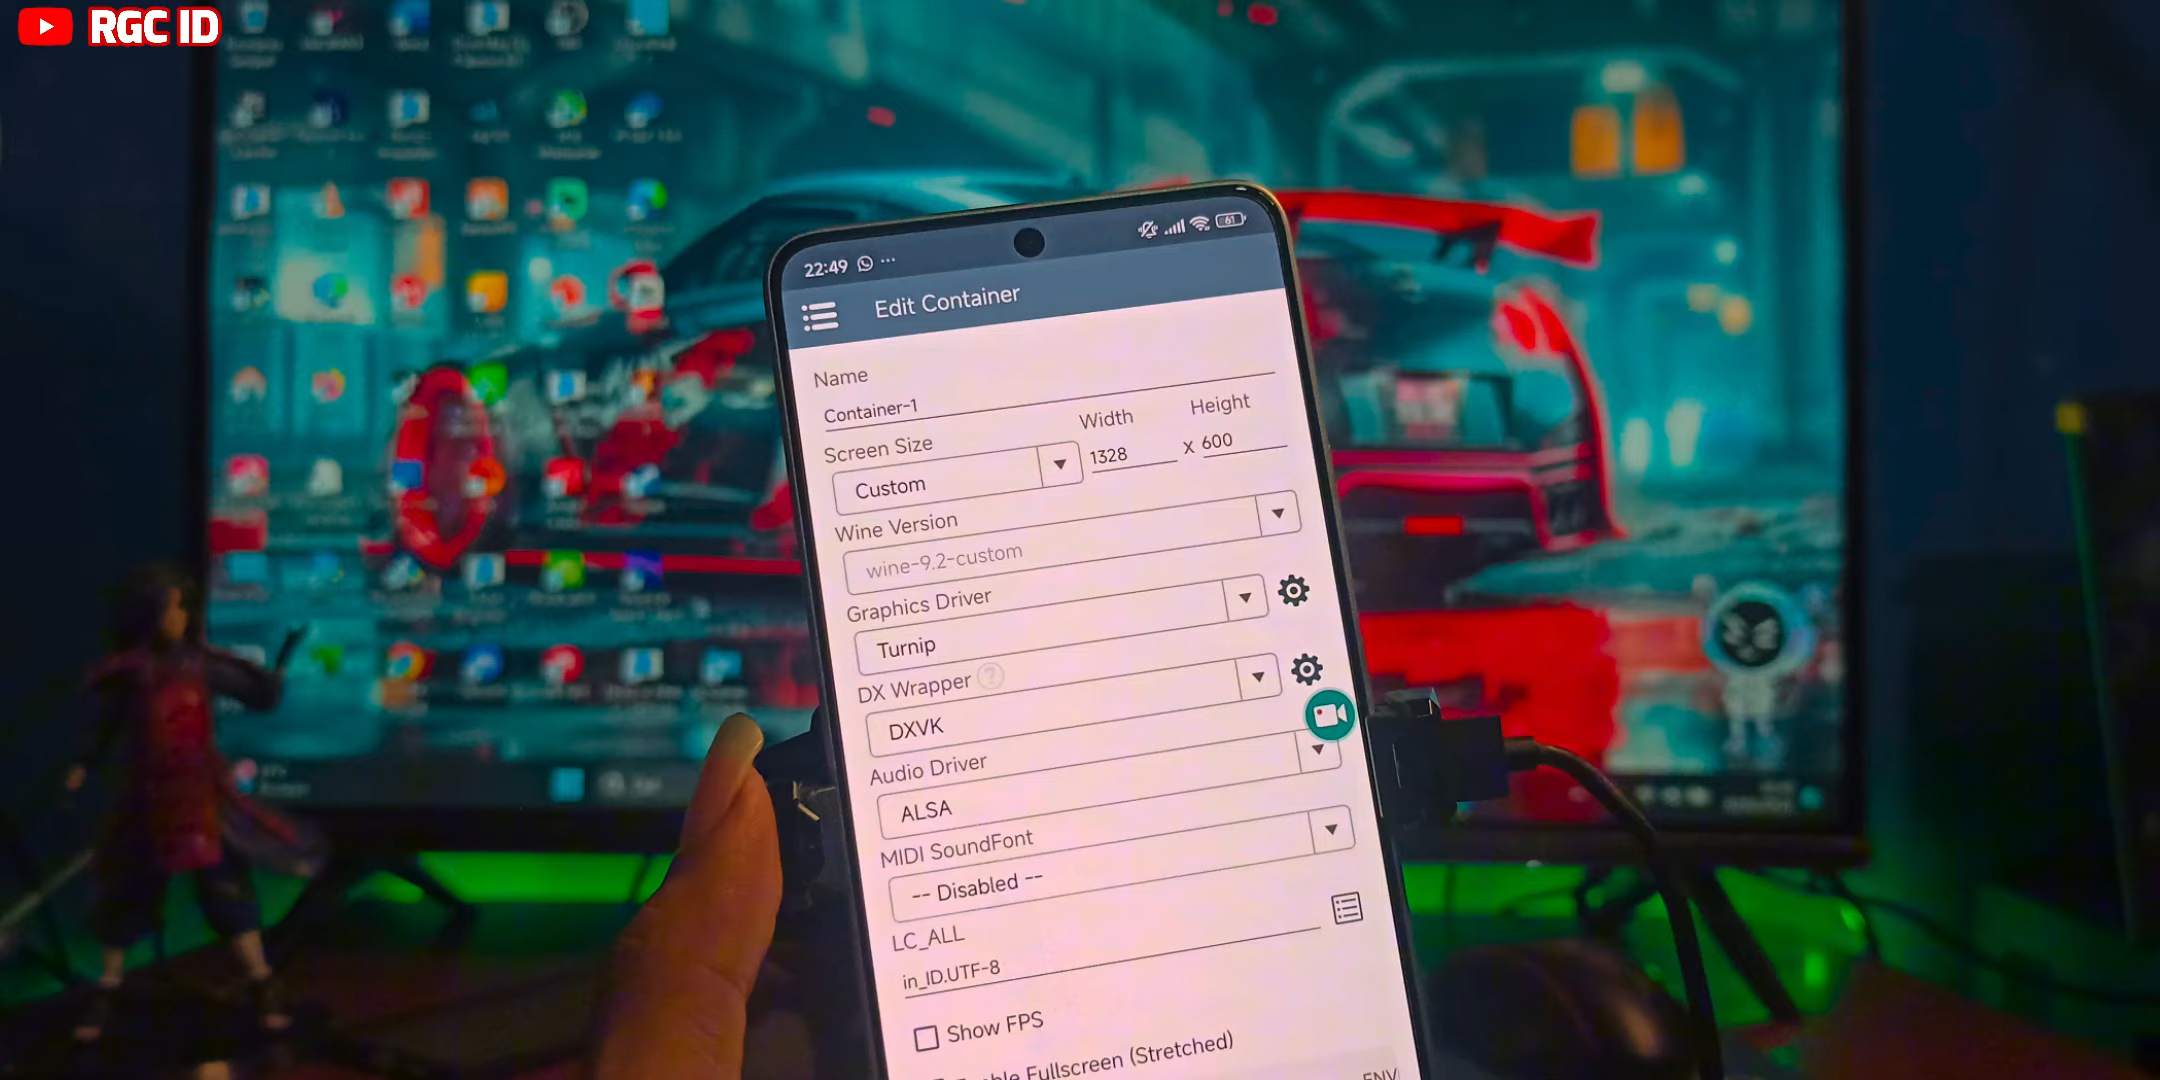 RGC ID
22:49
61
Edit Container
Name
Container-1
Screen Size
Width
Height
Custom
1328
X 600
Wine Version
wine-9.2-custom
Graphics Driver
Turnip
DX Wrapper ?
DXVK
Audio Driver
ALSA
MIDI SoundFont
-- Disabled --
LC_ALL
in_ID.UTF-8
Show FPS
Fullscreen (Stretched)
ENV